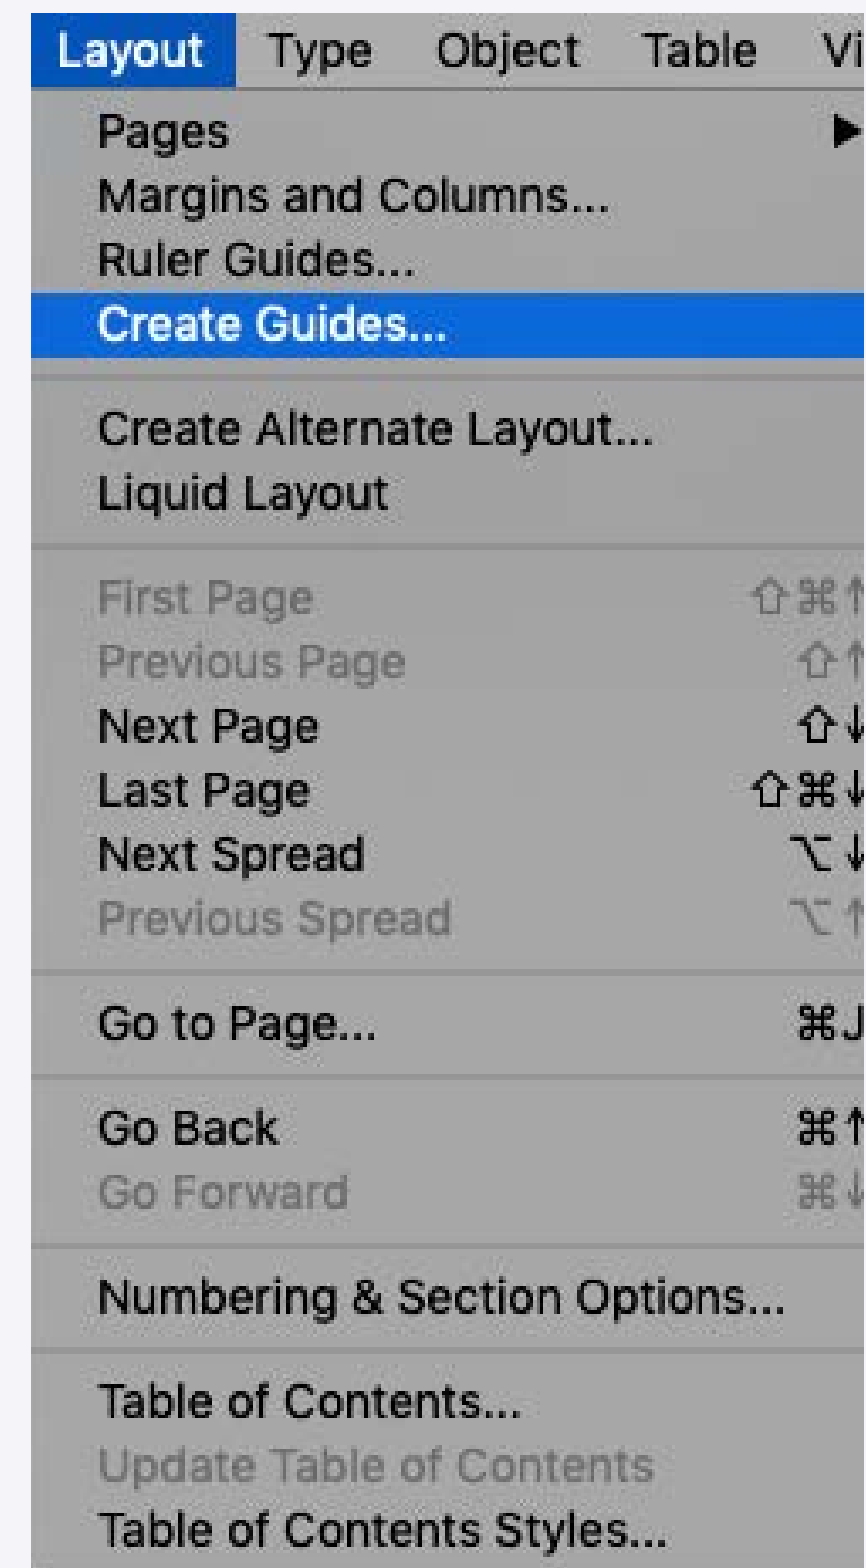 Layout Type Object Table Vi
Pages ▶
Margins and Columns...
Ruler Guides...
Create Guides...
Create Alternate Layout...
Liquid Layout
First Page ⇧⌘↑
Previous Page ⇧↑
Next Page ⇧↓
Last Page ⇧⌘↓
Next Spread ⌥↓
Previous Spread ⌥↑
Go to Page... ⌘J
Go Back ⌘↑
Go Forward ⌘↓
Numbering & Section Options...
Table of Contents...
Update Table of Contents
Table of Contents Styles...